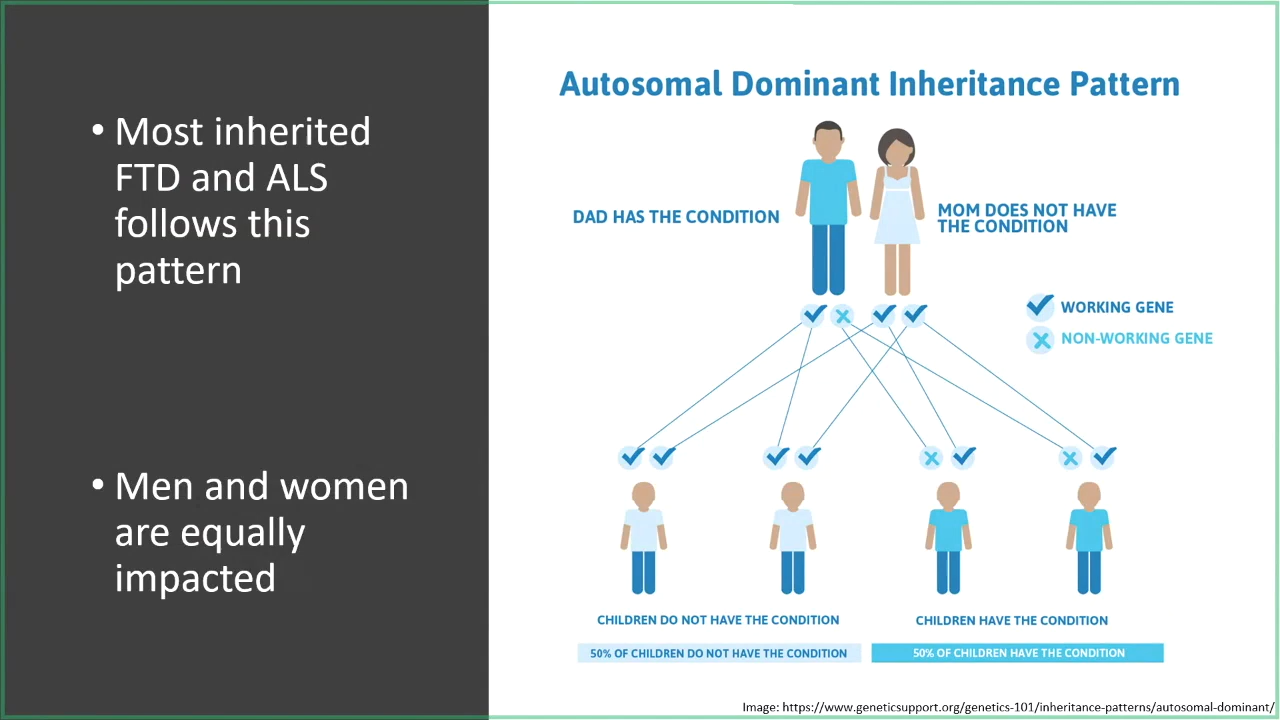 • Most inherited
FTD and ALS
follows this
pattern
• Men and women
are equally
impacted
Autosomal Dominant Inheritance Pattern
DAD HAS THE CONDITION
MOM DOES NOT HAVE
THE CONDITION
WORKING GENE
NON-WORKING GENE
CHILDREN DO NOT HAVE THE CONDITION
CHILDREN HAVE THE CONDITION
50% OF CHILDREN DO NOT HAVE THE CONDITION
50% OF CHILDREN HAVE THE CONDITION
Image: https://www.geneticsupport.org/genetics-101/inheritance-patterns/autosomal-dominant/